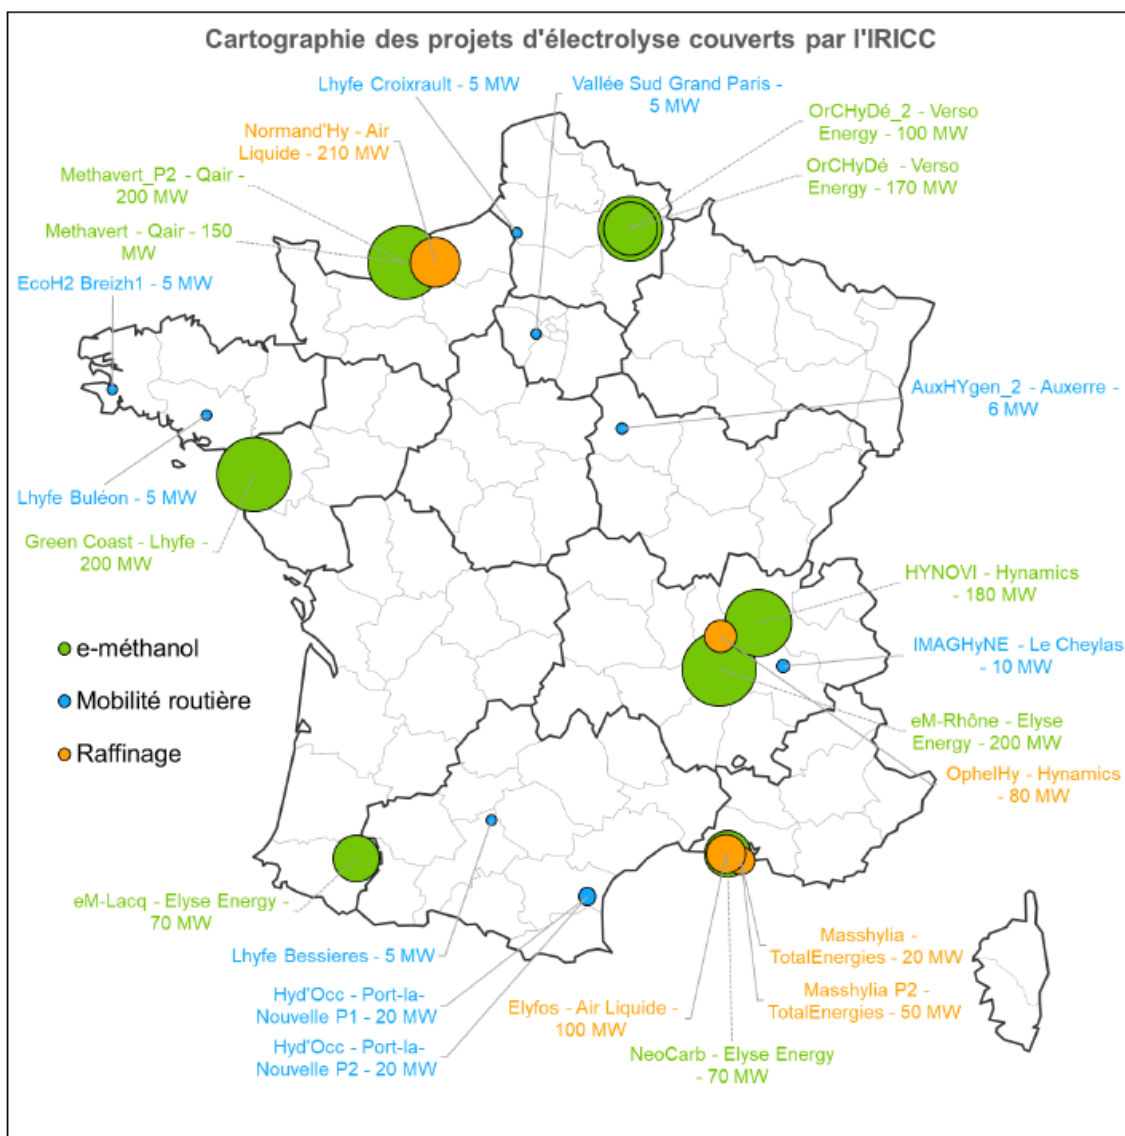 Cartographie des projets d'électrolyse couverts par l'IRICC
Lhyfe Croixrault - 5 MW
Vallée Sud Grand Paris -
5 MW
OrCHyDé_2 - Verso
Energy - 100 MW
Normand'Hy - Air
Liquide - 210 MW
OrCHyDé - Verso
Energy - 170 MW
Methavert_P2 - Qair -
200 MW
Methavert - Qair - 150
MW
EcoH2 Breizh1 - 5 MW
AuxHYgen_2 - Auxerre -
6 MW
Lhyfe Buléon - 5 MW
Green Coast - Lhyfe -
200 MW
HYNOVI - Hynamics
- 180 MW
e-méthanol
IMAGHyNE - Le Cheylas
- 10 MW
Mobilité routière
eM-Rhône - Elyse
Energy - 200 MW
Raffinage
OphelHy - Hynamics
- 80 MW
eM-Lacq - Elyse Energy -
70 MW
Lhyfe Bessieres - 5 MW
Masshylia -
TotalEnergies - 20 MW
Hyd'Occ - Port-la-
Nouvelle P1 - 20 MW
Elyfos - Air Liquide -
100 MW
Masshylia P2 -
TotalEnergies - 50 MW
Hyd'Occ - Port-la-
Nouvelle P2 - 20 MW
NeoCarb - Elyse Energy
- 70 MW